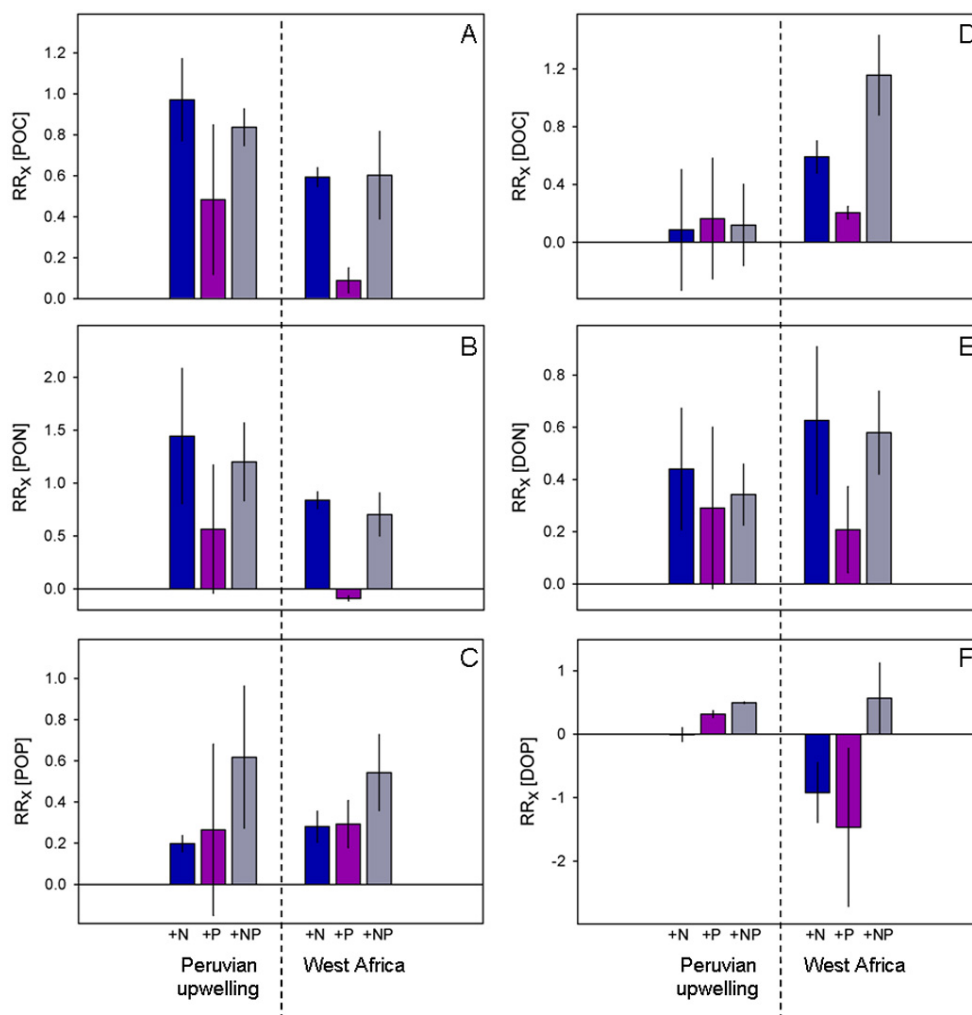 A
1.2
1.0
0.8
0.6
0.4
0.2
0.0
RRX [POC]
B
2.0
1.5
1.0
0.5
0.0
RRX [PON]
C
1.0
0.8
0.6
0.4
0.2
0.0
RRX [POP]
+N +P +NP +N +P +NP
Peruvian upwelling
West Africa
D
1.2
0.8
0.4
0.0
RRX [DOC]
E
0.8
0.6
0.4
0.2
0.0
RRX [DON]
F
1
0
-1
-2
RRX [DOP]
+N +P +NP +N +P +NP
Peruvian upwelling
West Africa